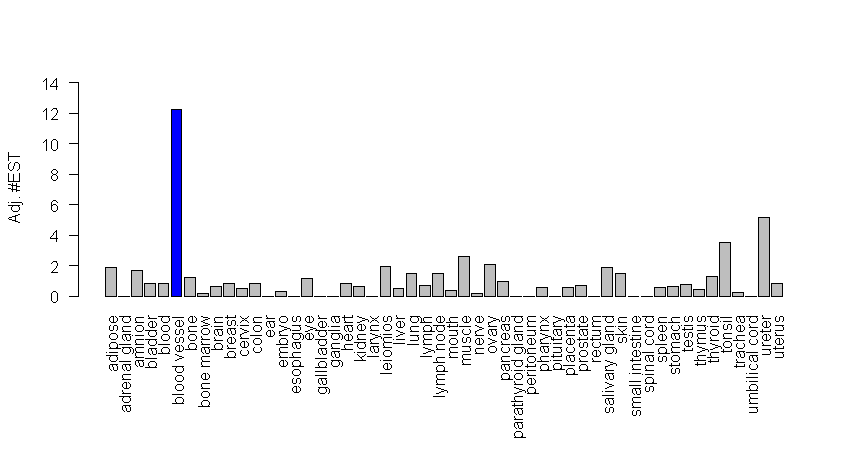 Adj. #EST
14
12
10
8
6
4
2
0
adipose
adrenal gland
amnion
bladder
blood
blood vessel
bone
bone marrow
brain
breast
cervix
colon
ear
embryo
esophagus
eye
gallbladder
ganglia
heart
kidney
larynx
leiomios
liver
lung
lymph
lymph node
mouth
muscle
nerve
ovary
pancreas
parathyroid gland
peritoneum
pharynx
pituitary
placenta
prostate
rectum
salivary gland
skin
small intestine
spinal cord
spleen
stomach
testis
thymus
thyroid
tonsil
trachea
umbilical cord
ureter
uterus